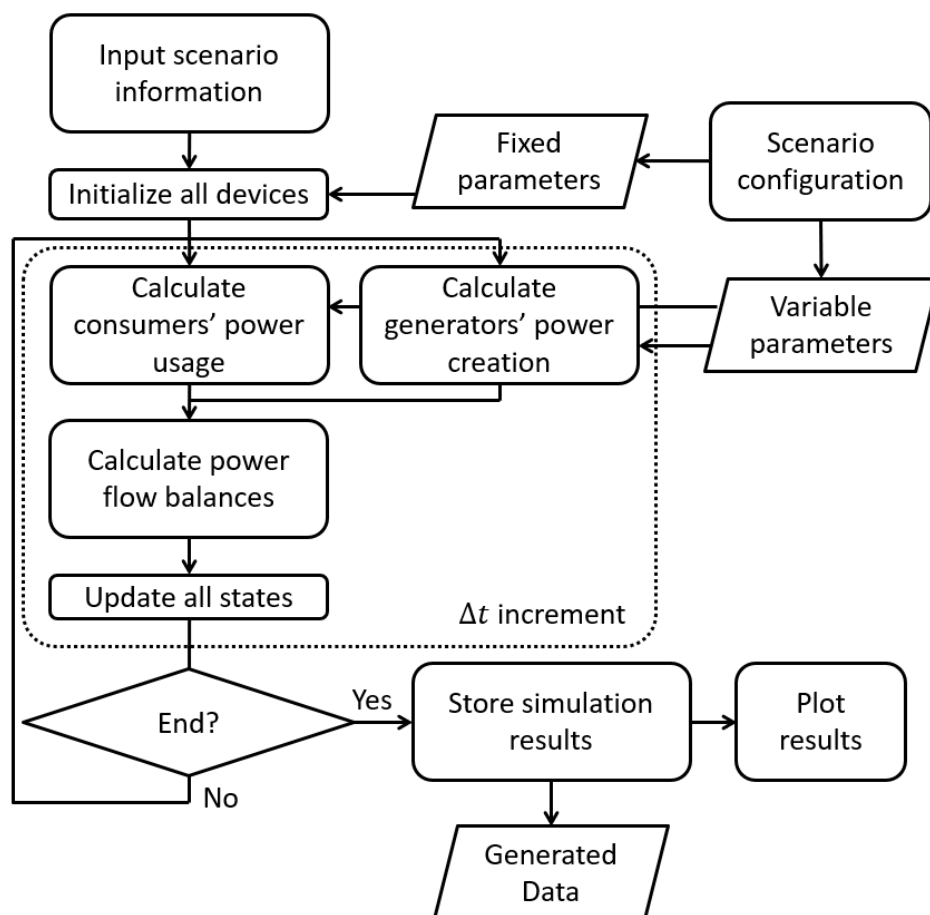 Input scenario
information
Fixed
parameters
Scenario
configuration
Initialize all devices
Calculate
consumers’ power
usage
Calculate
generators’ power
creation
Variable
parameters
Calculate power
flow balances
Update all states
Δt increment
End?
Yes
No
Store simulation
results
Plot
results
Generated
Data